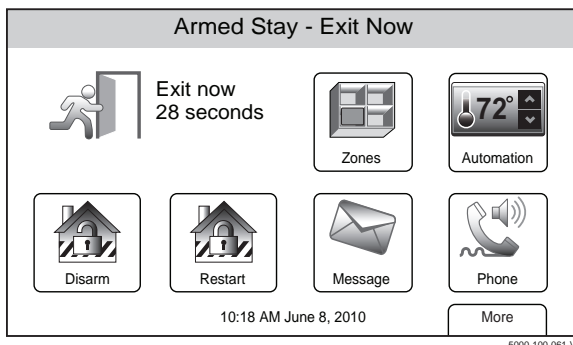 Armed Stay - Exit Now
Exit now
28 seconds
Zones
72°
Automation
Disarm
Restart
Message
Phone
10:18 AM June 8, 2010
More